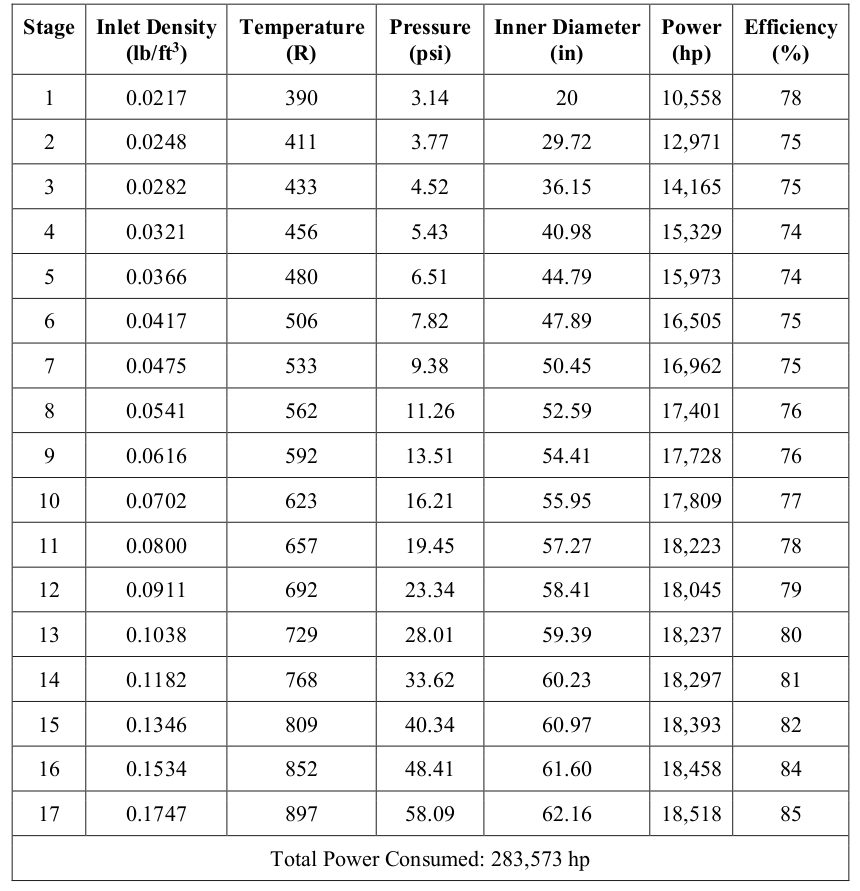 Stage Inlet Density (lb/ft³) Temperature (R) Pressure (psi) Inner Diameter (in) Power (hp) Efficiency (%)
1 0.0217 390 3.14 20 10,558 78
2 0.0248 411 3.77 29.72 12,971 75
3 0.0282 433 4.52 36.15 14,165 75
4 0.0321 456 5.43 40.98 15,329 74
5 0.0366 480 6.51 44.79 15,973 74
6 0.0417 506 7.82 47.89 16,505 75
7 0.0475 533 9.38 50.45 16,962 75
8 0.0541 562 11.26 52.59 17,401 76
9 0.0616 592 13.51 54.41 17,728 76
10 0.0702 623 16.21 55.95 17,809 77
11 0.0800 657 19.45 57.27 18,223 78
12 0.0911 692 23.34 58.41 18,045 79
13 0.1038 729 28.01 59.39 18,237 80
14 0.1182 768 33.62 60.23 18,297 81
15 0.1346 809 40.34 60.97 18,393 82
16 0.1534 852 48.41 61.60 18,458 84
17 0.1747 897 58.09 62.16 18,518 85
Total Power Consumed: 283,573 hp